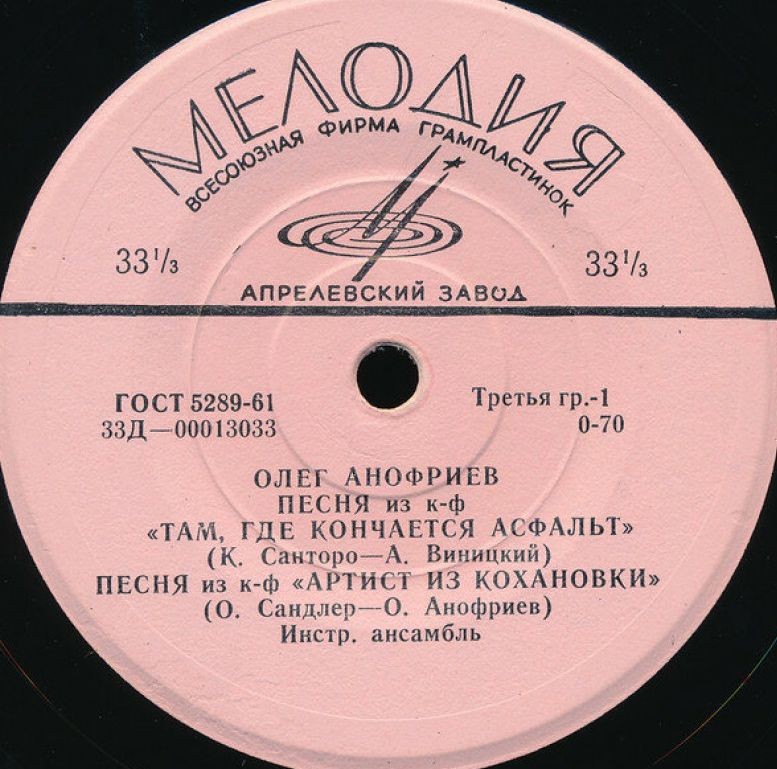 МЕЛОДИЯ
ВСЕСОЮЗНАЯ ФИРМА ГРАМПЛАСТИНОК
33⅓ 33⅓
АПРЕЛЕВСКИЙ ЗАВОД
ГОСТ 5289-61 Третья гр.-1
33Д—00013033 0-70
ОЛЕГ АНОФРИЕВ
ПЕСНЯ из к-ф
«ТАМ, ГДЕ КОНЧАЕТСЯ АСФАЛЬТ»
(К. Санторо—А. Виницкий)
ПЕСНЯ из к-ф «АРТИСТ ИЗ КОХАНОВКИ»
(О. Сандлер—О. Анофриев)
Инстр. ансамбль